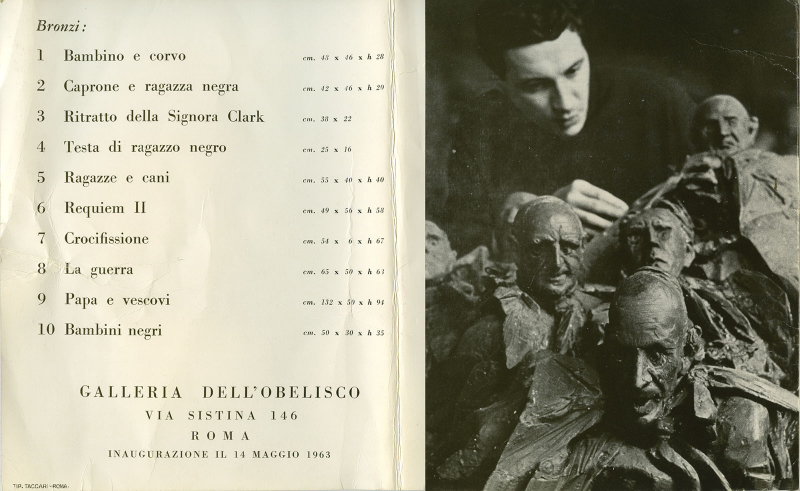 Bronzi:
1 Bambino e corvo cm. 48 x 46 x h 28
2 Caprone e ragazza negra cm. 42 x 46 x h 29
3 Ritratto della Signora Clark cm. 38 x 22
4 Testa di ragazzo negro cm. 25 x 16
5 Ragazze e cani cm. 55 x 40 x h 40
6 Requiem II cm. 49 x 56 x h 58
7 Crocifissione cm. 54 x 6 x h 67
8 La guerra cm. 65 x 50 x h 63
9 Papa e vescovi cm. 132 x 50 x h 94
10 Bambini negri cm. 50 x 30 x h 35
GALLERIA DELL'OBELISCO
VIA SISTINA 146
ROMA
INAUGURAZIONE IL 14 MAGGIO 1963
TIP. TACCARI - ROMA